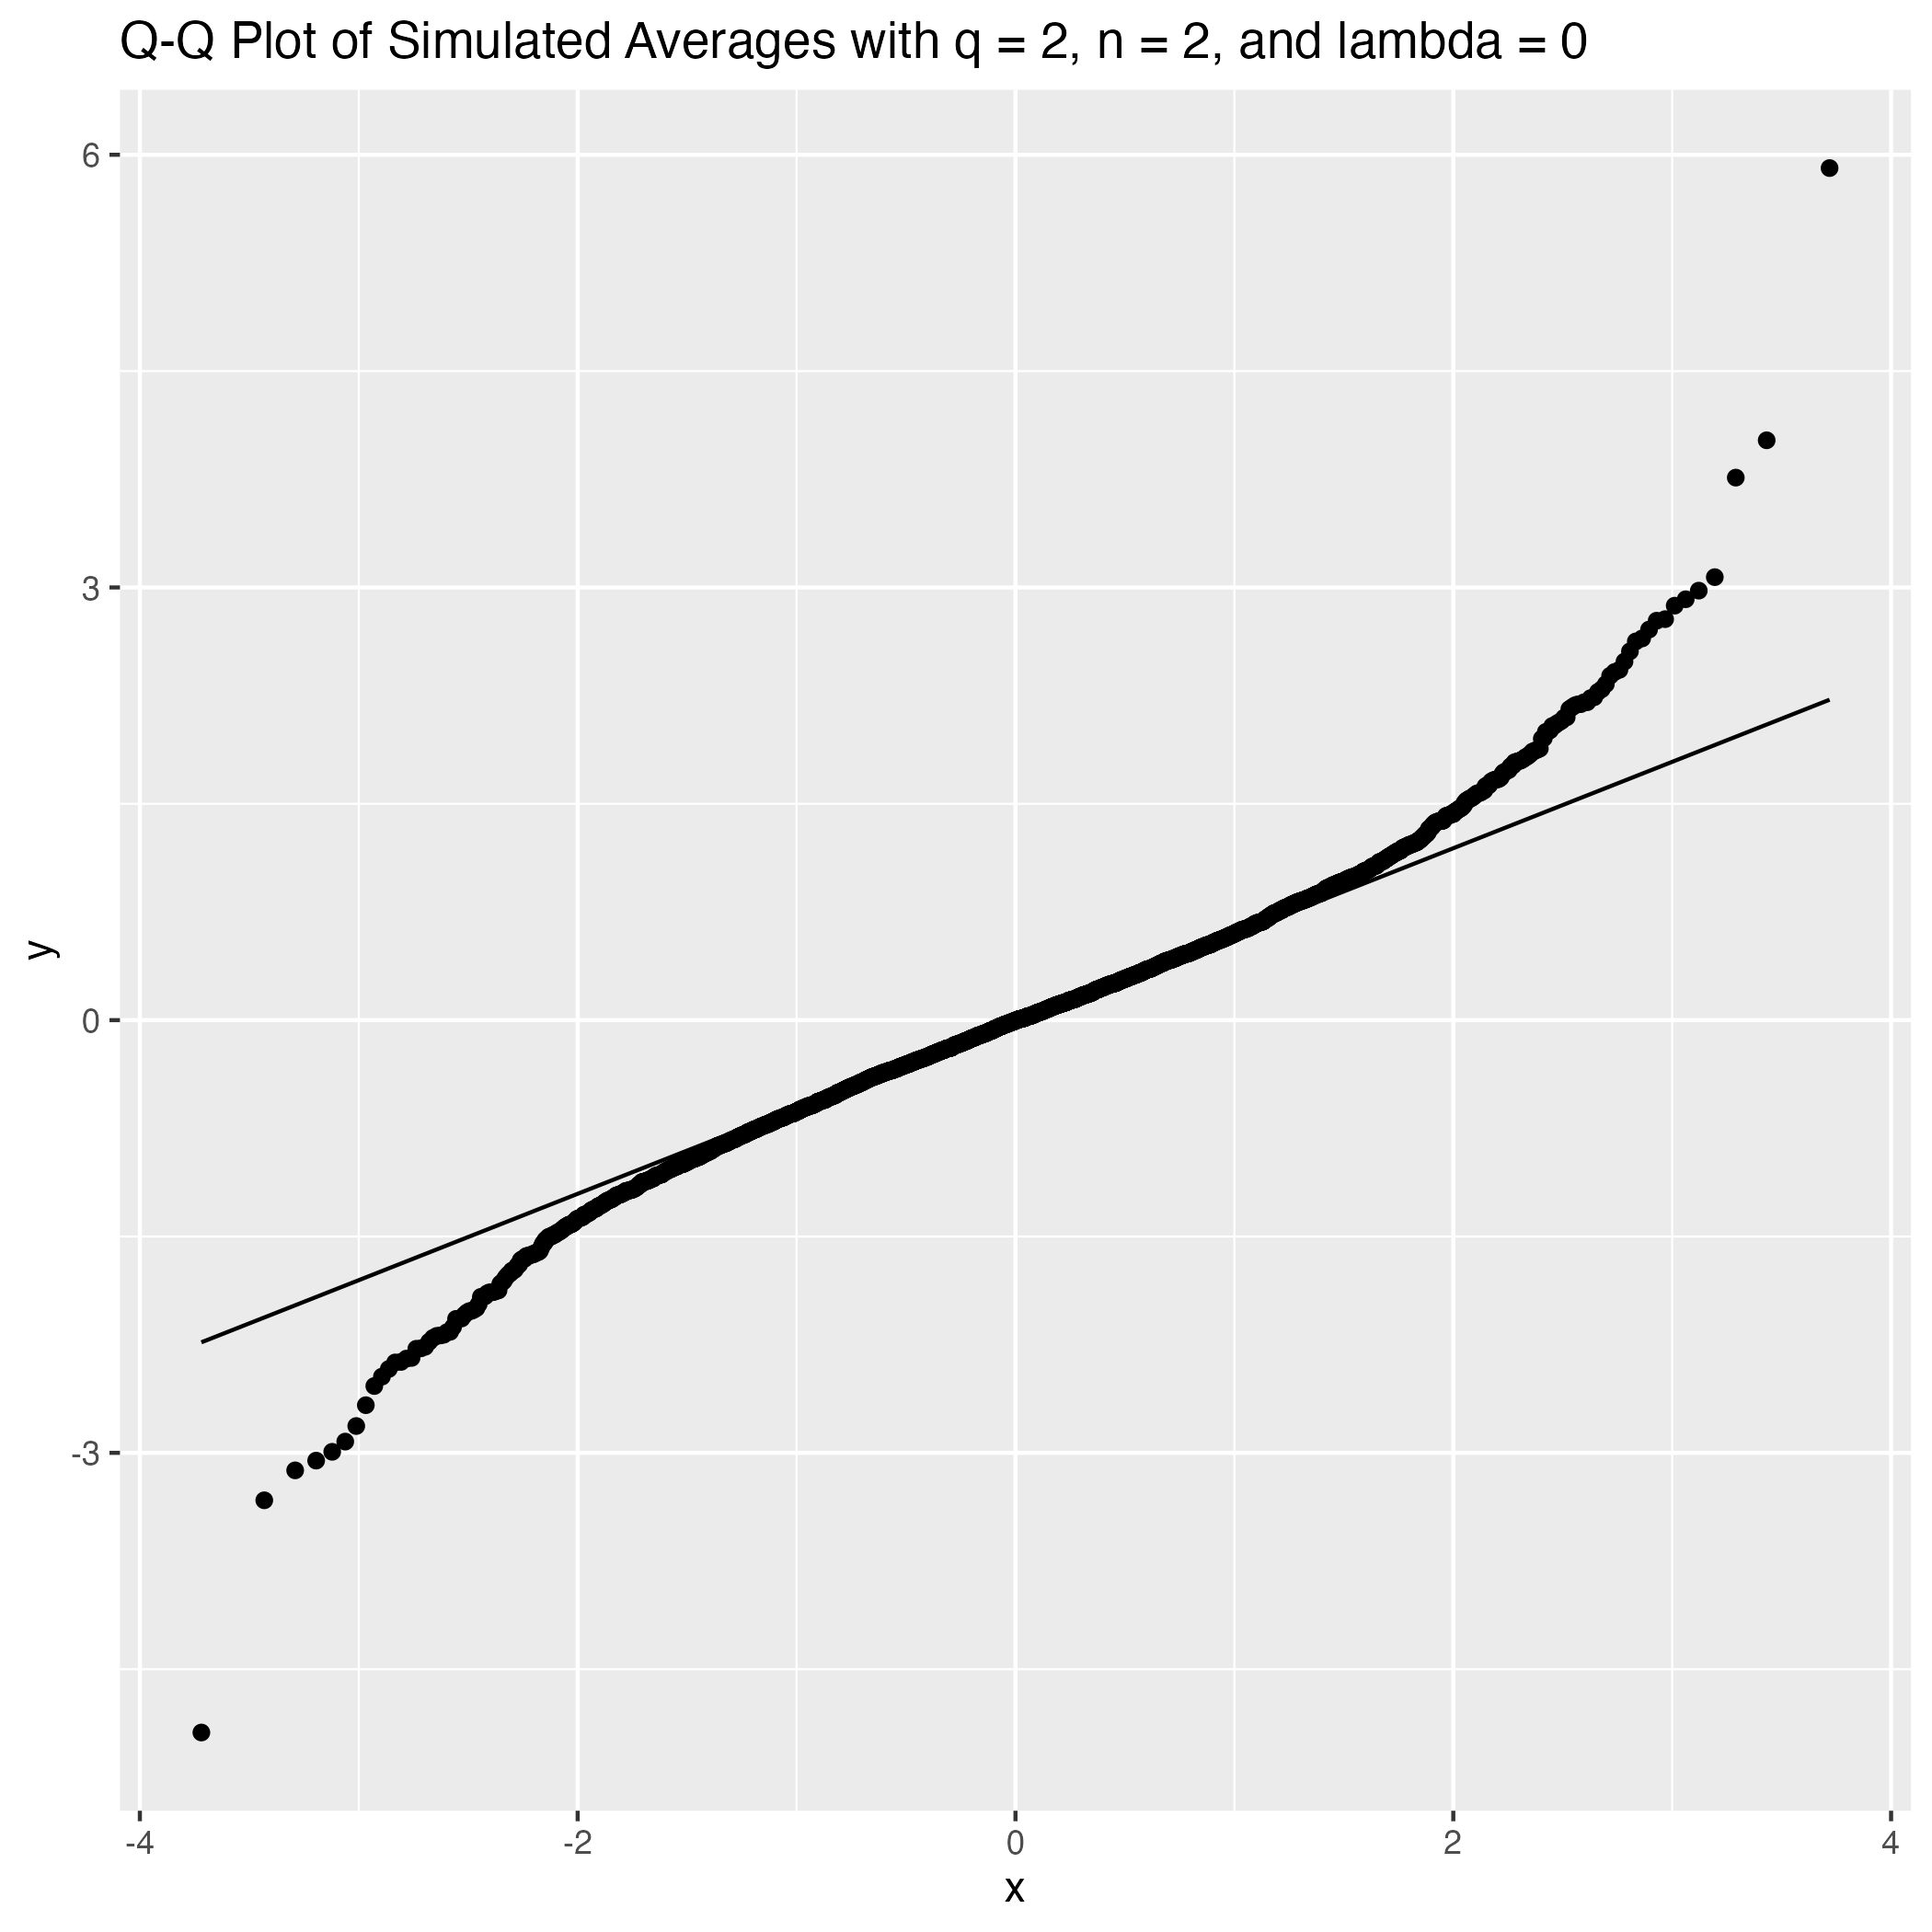 Q-Q Plot of Simulated Averages with q = 2, n = 2, and lambda = 0
6
3
0
-3
y
-4 -2 0 2 4
x